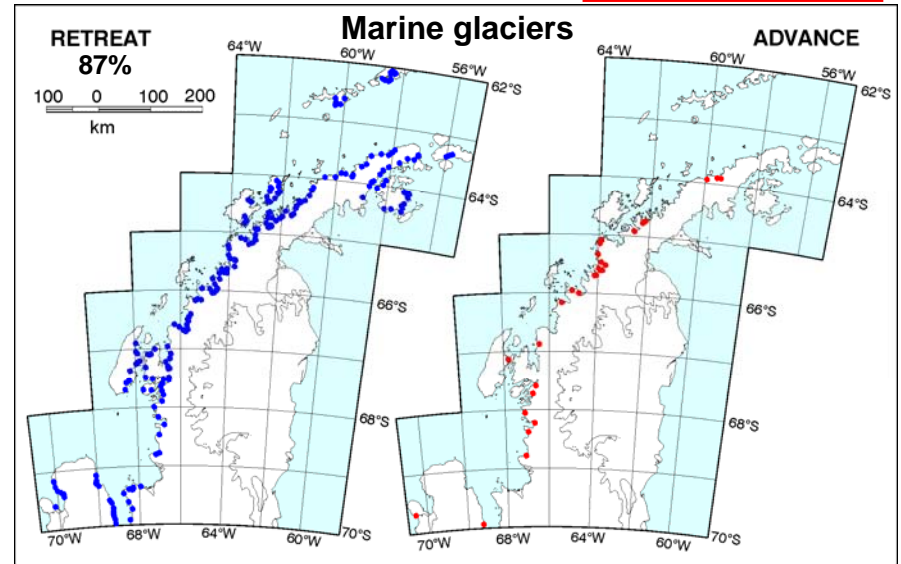 Marine glaciers
RETREAT
87%
100 0 100 200
km
64°W
60°W
56°W
62°S
64°S
66°S
68°S
70°S
70°W
68°W
64°W
60°W
ADVANCE
64°W
60°W
56°W
62°S
64°S
66°S
68°S
70°S
70°W
68°W
64°W
60°W